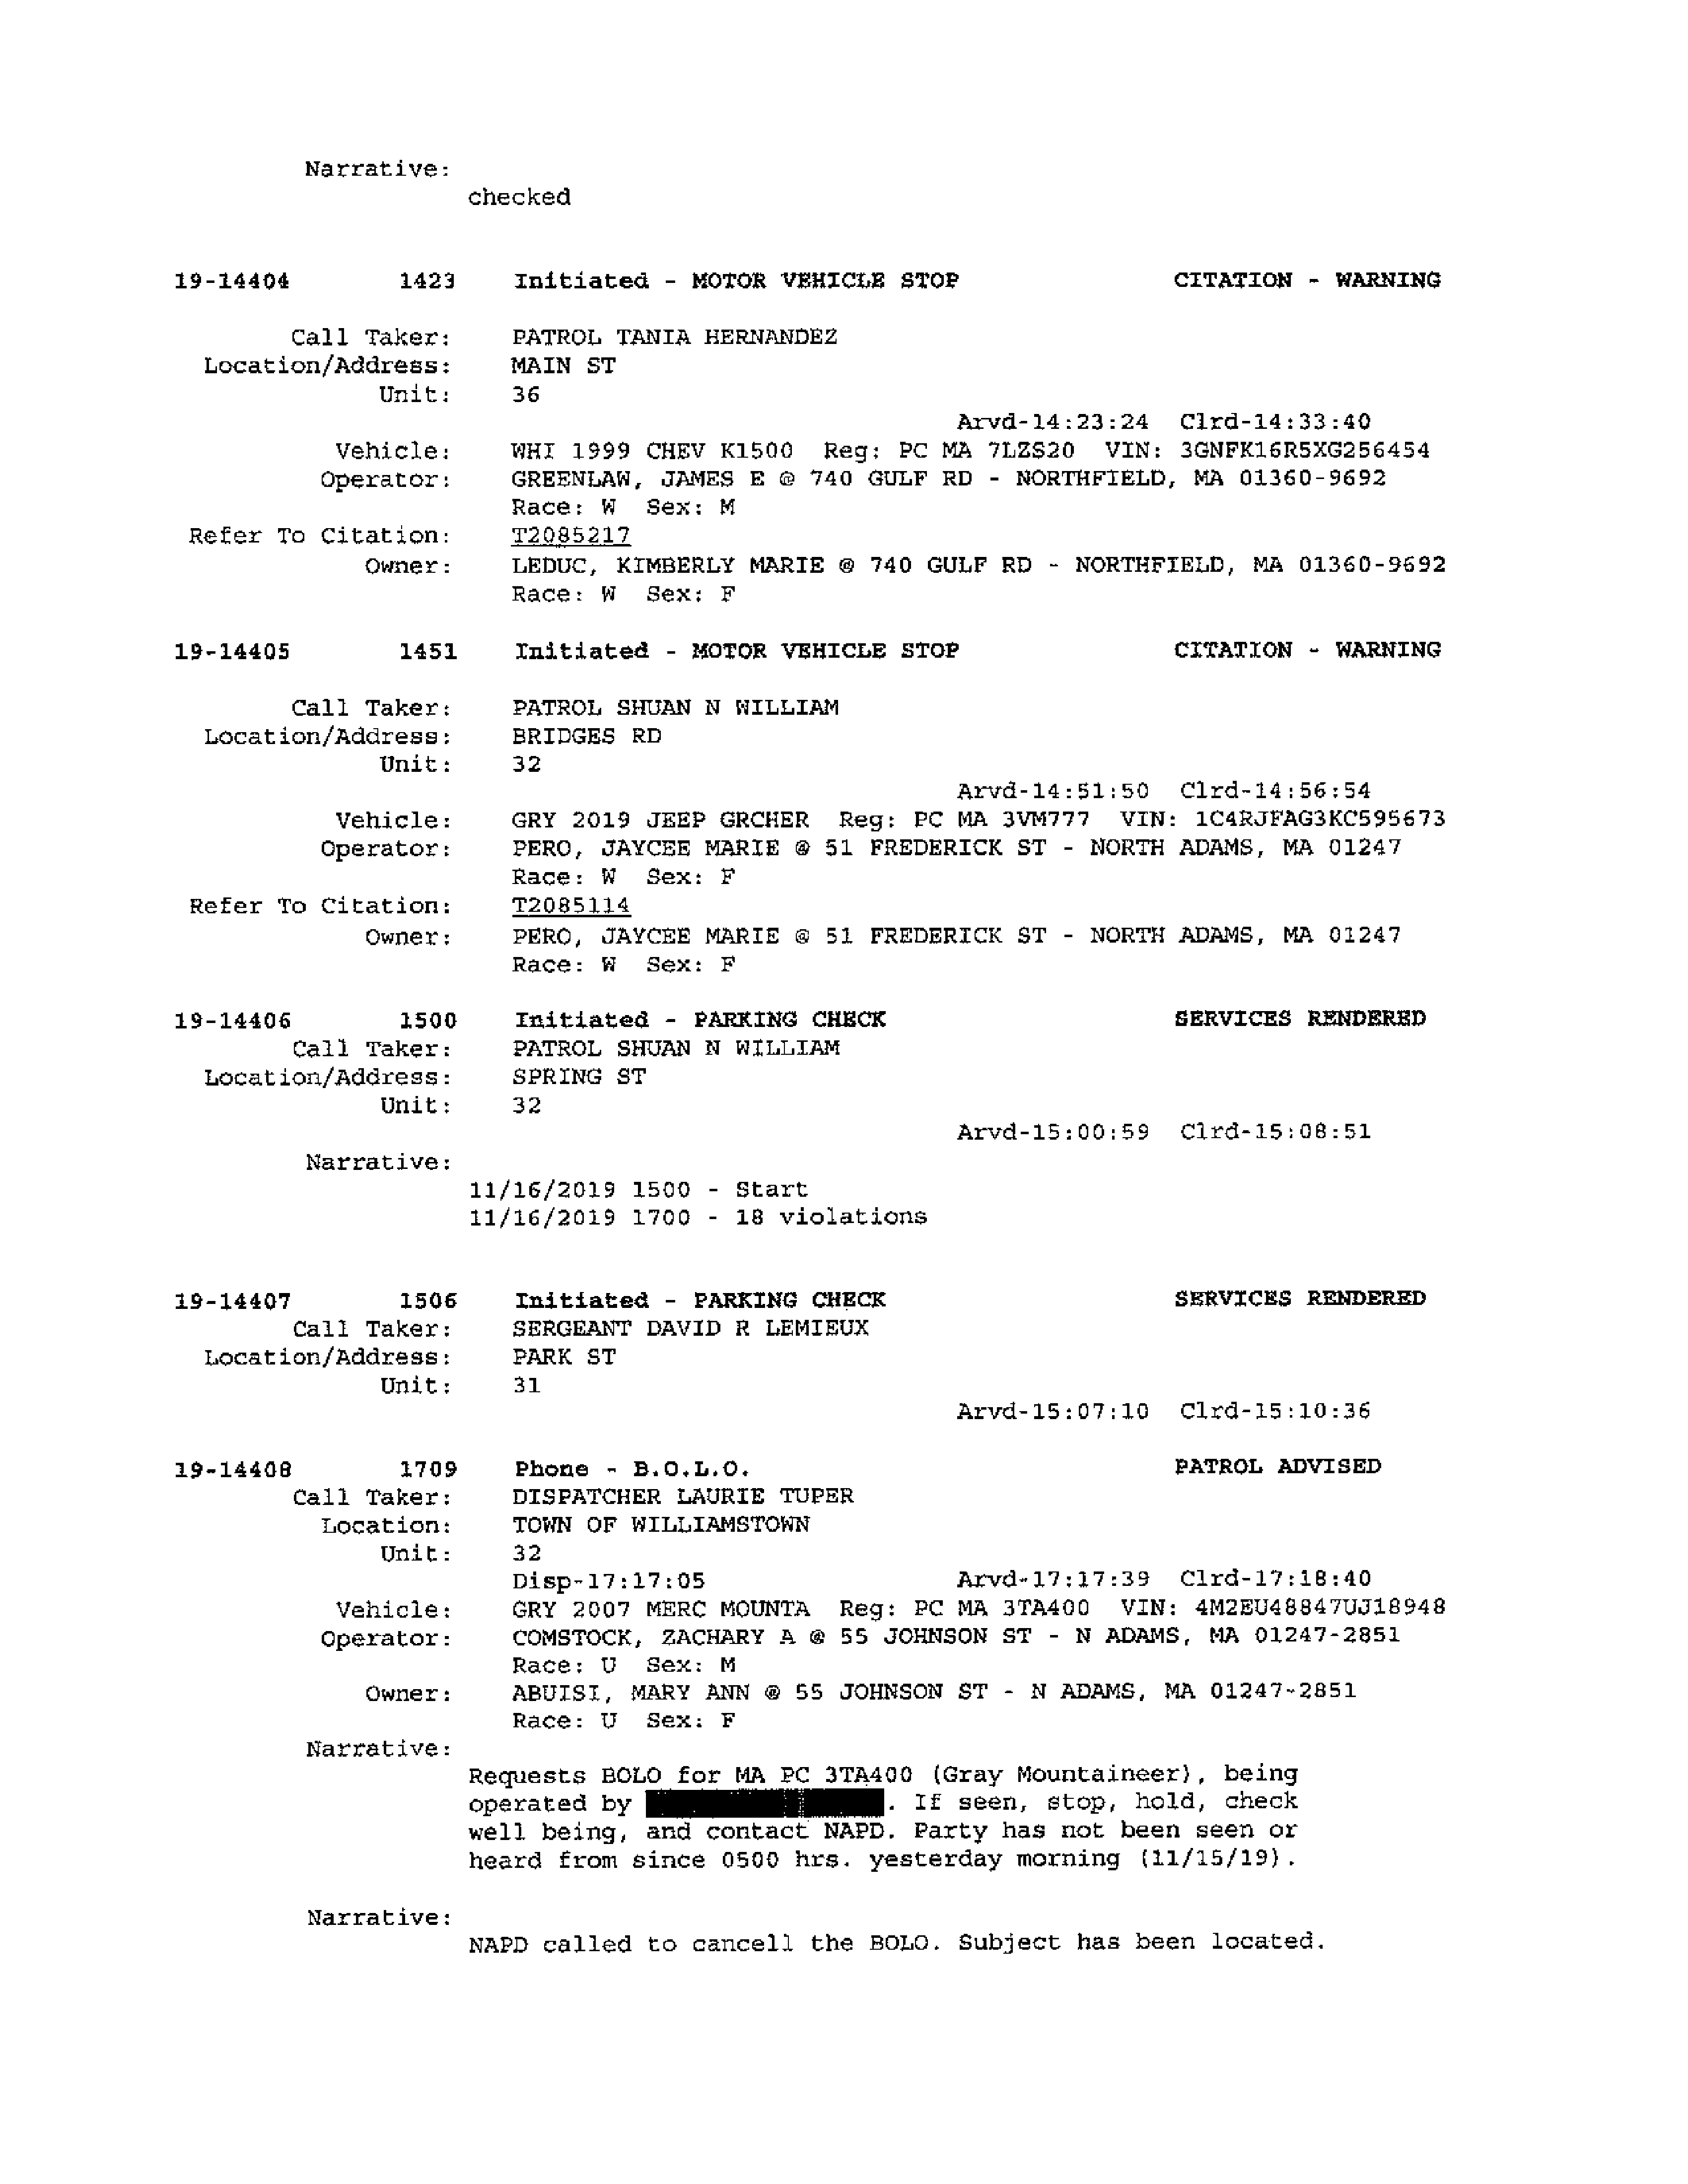 Narrative:
checked
19-14404 1423 Initiated - MOTOR VEHICLE STOP CITATION - WARNING
Call Taker: PATROL TANIA HERNANDEZ
Location/Address: MAIN ST
Unit: 36
Arvd-14:23:24 Clrd-14:33:40
Vehicle: WHI 1999 CHEV K1500 Reg: PC MA 7LZS20 VIN: 3GNFK16R5XG256454
Operator: GREENLAW, JAMES E @ 740 GULF RD - NORTHFIELD, MA 01360-9692
Race: W Sex: M
Refer To Citation: T2085217
Owner: LEDUC, KIMBERLY MARIE @ 740 GULF RD - NORTHFIELD, MA 01360-9692
Race: W Sex: F
19-14405 1451 Initiated - MOTOR VEHICLE STOP CITATION - WARNING
Call Taker: PATROL SHUAN N WILLIAM
Location/Address: BRIDGES RD
Unit: 32
Arvd-14:51:50 Clrd-14:56:54
Vehicle: GRY 2019 JEEP GRCHER Reg: PC MA 3VM777 VIN: 1C4RJFAG3KC595673
Operator: PERO, JAYCEE MARIE @ 51 FREDERICK ST - NORTH ADAMS, MA 01247
Race: W Sex: F
Refer To Citation: T2085114
Owner: PERO, JAYCEE MARIE @ 51 FREDERICK ST - NORTH ADAMS, MA 01247
Race: W Sex: F
19-14406 1500 Initiated - PARKING CHECK SERVICES RENDERED
Call Taker: PATROL SHUAN N WILLIAM
Location/Address: SPRING ST
Unit: 32
Arvd-15:00:59 Clrd-15:08:51
Narrative:
11/16/2019 1500 - Start
11/16/2019 1700 - 18 violations
19-14407 1506 Initiated - PARKING CHECK SERVICES RENDERED
Call Taker: SERGEANT DAVID R LEMIEUX
Location/Address: PARK ST
Unit: 31
Arvd-15:07:10 Clrd-15:10:36
19-14408 1709 Phone - B.O.L.O. PATROL ADVISED
Call Taker: DISPATCHER LAURIE TUPER
Location: TOWN OF WILLIAMSTOWN
Unit: 32
Disp-17:17:05 Arvd-17:17:39 Clrd-17:18:40
Vehicle: GRY 2007 MERC MOUNTA Reg: PC MA 3TA400 VIN: 4M2EU48847UJ18948
Operator: COMSTOCK, ZACHARY A @ 55 JOHNSON ST - N ADAMS, MA 01247-2851
Race: U Sex: M
Owner: ABUISI, MARY ANN @ 55 JOHNSON ST - N ADAMS, MA 01247-2851
Race: U Sex: F
Narrative:
Requests BOLO for MA PC 3TA400 (Gray Mountaineer), being
operated by . If seen, stop, hold, check
well being, and contact NAPD. Party has not been seen or
heard from since 0500 hrs. yesterday morning (11/15/19).
Narrative:
NAPD called to cancell the BOLO. Subject has been located.